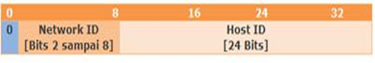 0 8 16 24 32
0 Network ID Host ID
[Bits 2 sampai 8] [24 Bits]